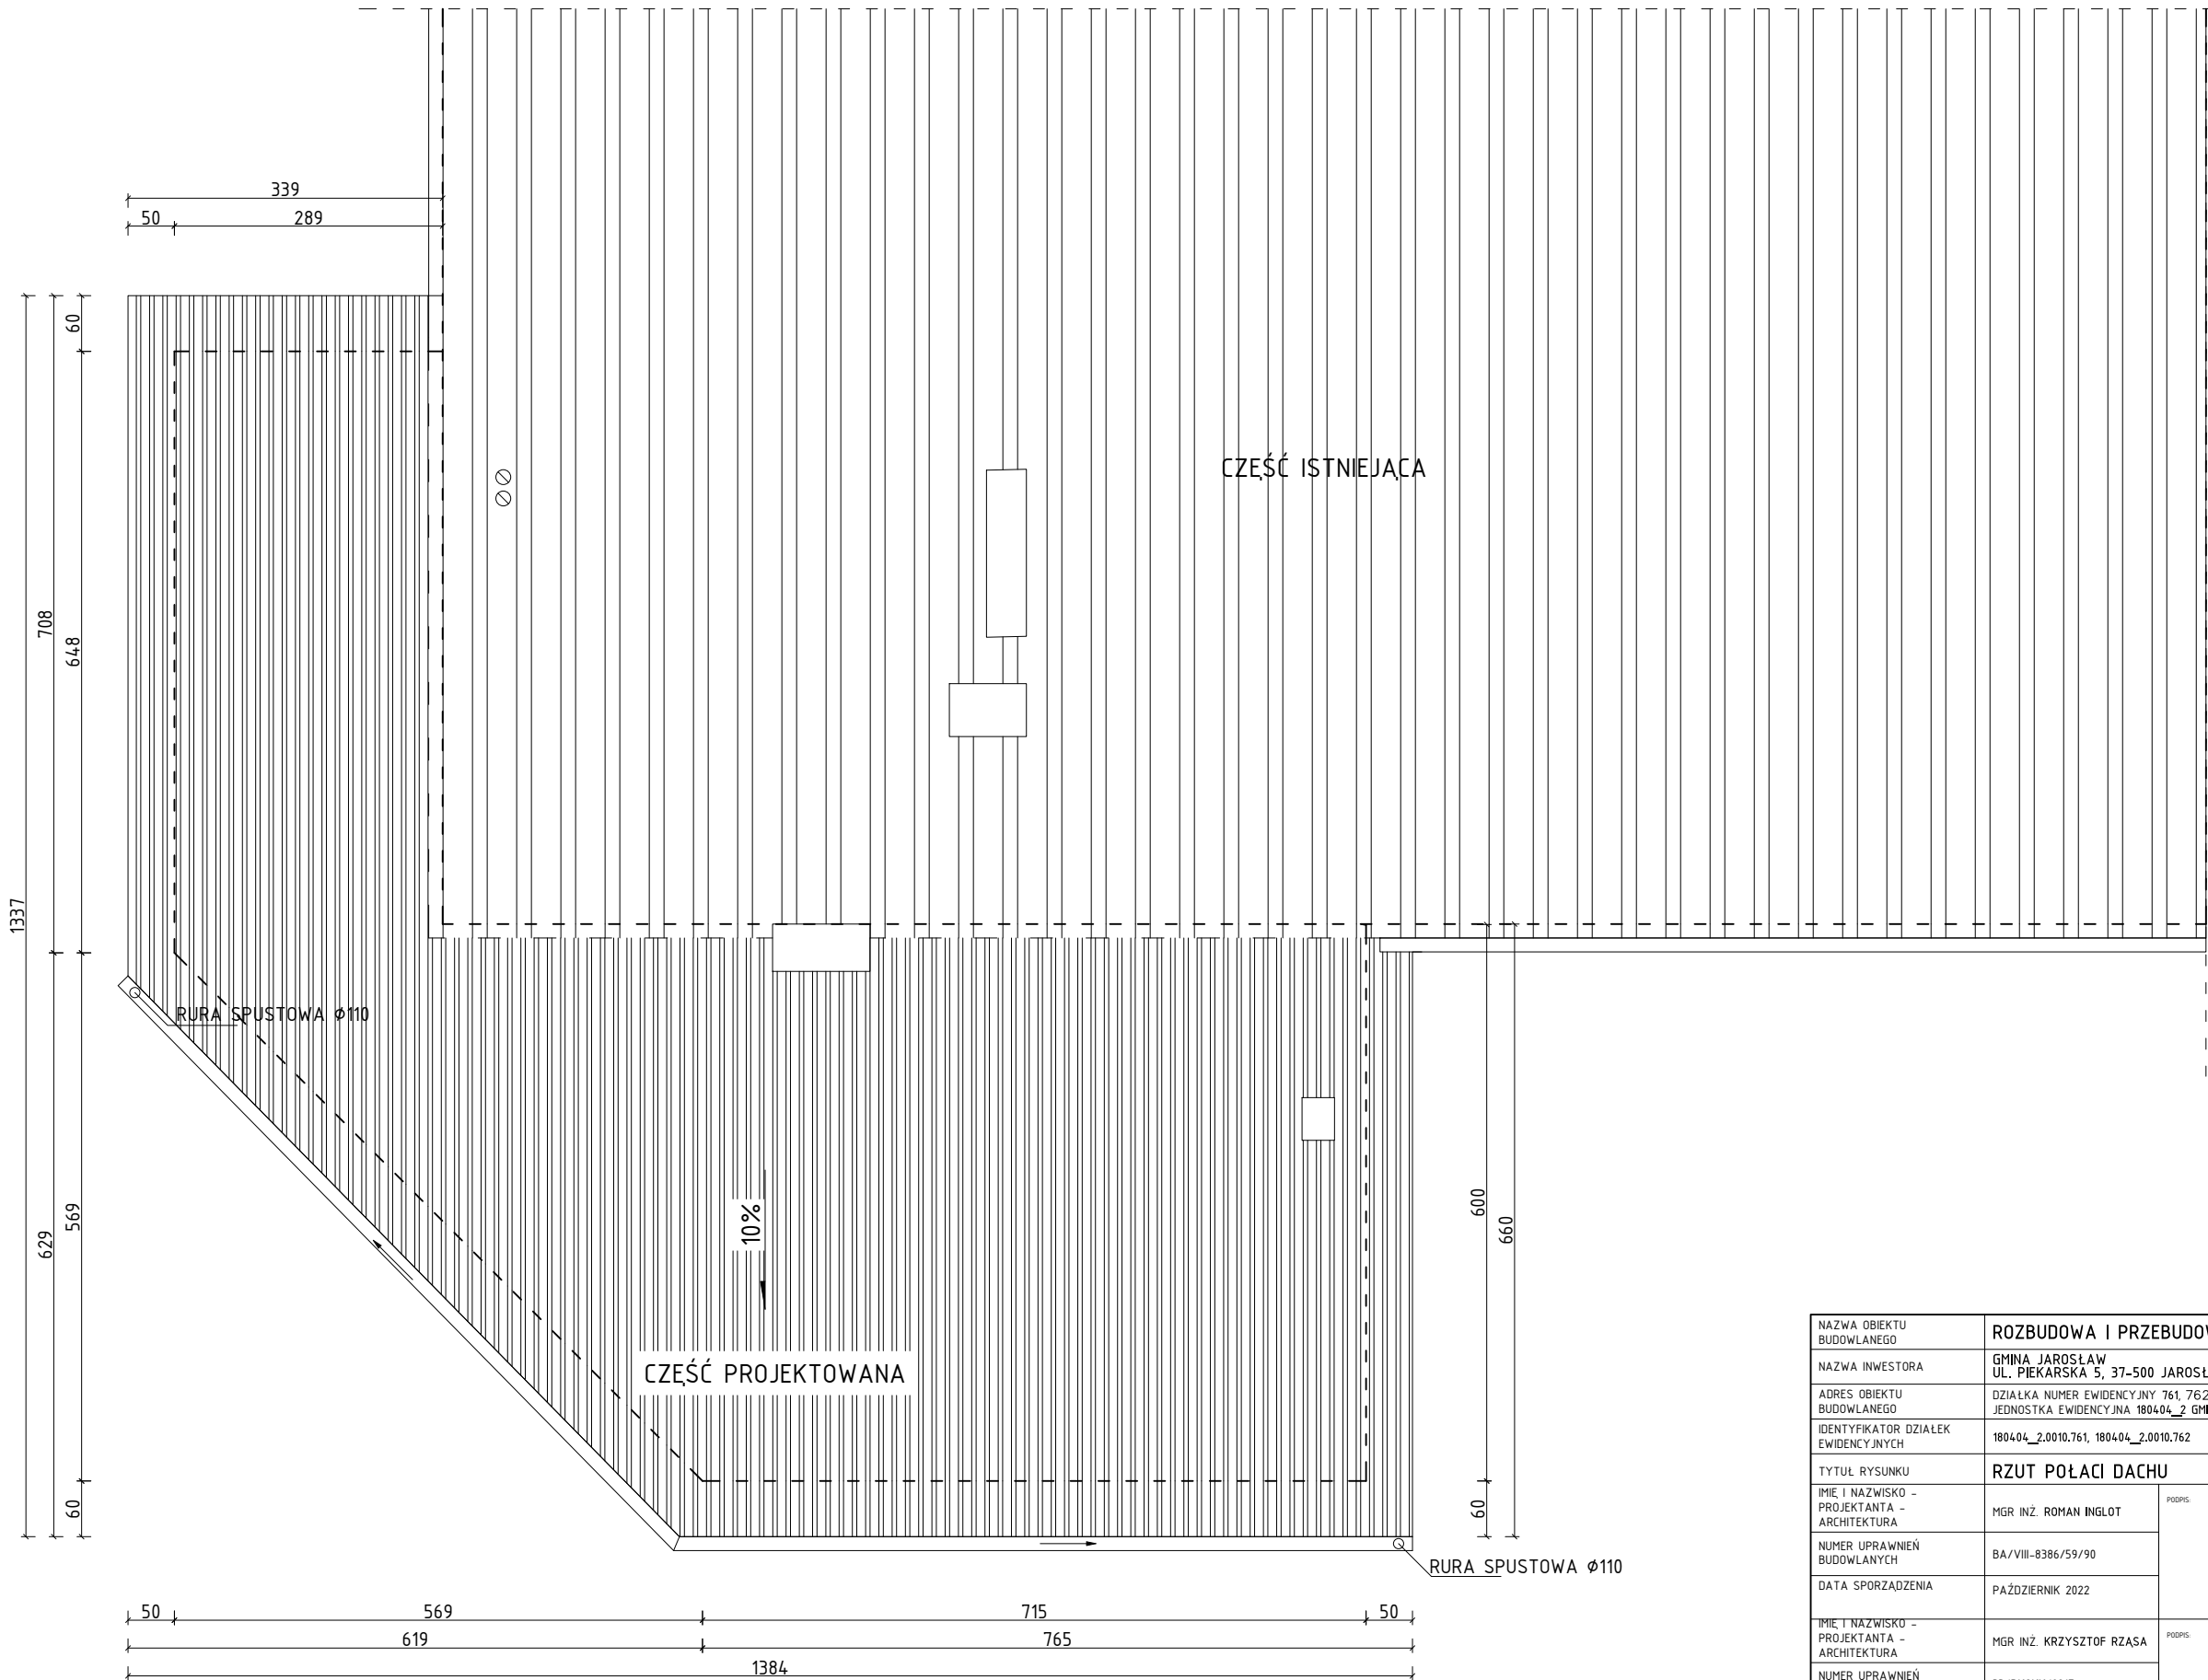 339
50
289
60
708
648
1337
629
569
60
CZĘŚĆ ISTNIEJĄCA
RURA SPUSTOWA Ø110
10%
CZĘŚĆ PROJEKTOWANA
600
660
60
RURA SPUSTOWA Ø110
50
569
715
50
619
765
1384
NAZWA OBIEKTU
BUDOWLANEGO
ROZBUDOWA I PRZEBUDO
NAZWA INWESTORA
GMINA JAROSŁAW
UL. PIEKARSKA 5, 37-500 JAROSŁ
ADRES OBIEKTU
BUDOWLANEGO
DZIAŁKA NUMER EWIDENCYJNY 761, 762
JEDNOSTKA EWIDENCYJNA 180404_2 GM
IDENTYFIKATOR DZIAŁEK
EWIDENCYJNYCH
180404_2.0010.761, 180404_2.0010.762
TYTUŁ RYSUNKU
RZUT POŁACI DACHU
IMIĘ I NAZWISKO -
PROJEKTANTA -
ARCHITEKTURA
MGR INŻ. ROMAN INGLOT
PODPIS:
NUMER UPRAWNIEŃ
BUDOWLANYCH
BA/VIII-8386/59/90
DATA SPORZĄDZENIA
PAŹDZIERNIK 2022
IMIĘ I NAZWISKO -
PROJEKTANTA -
ARCHITEKTURA
MGR INŻ. KRZYSZTOF RZĄSA
PODPIS:
NUMER UPRAWNIEŃ